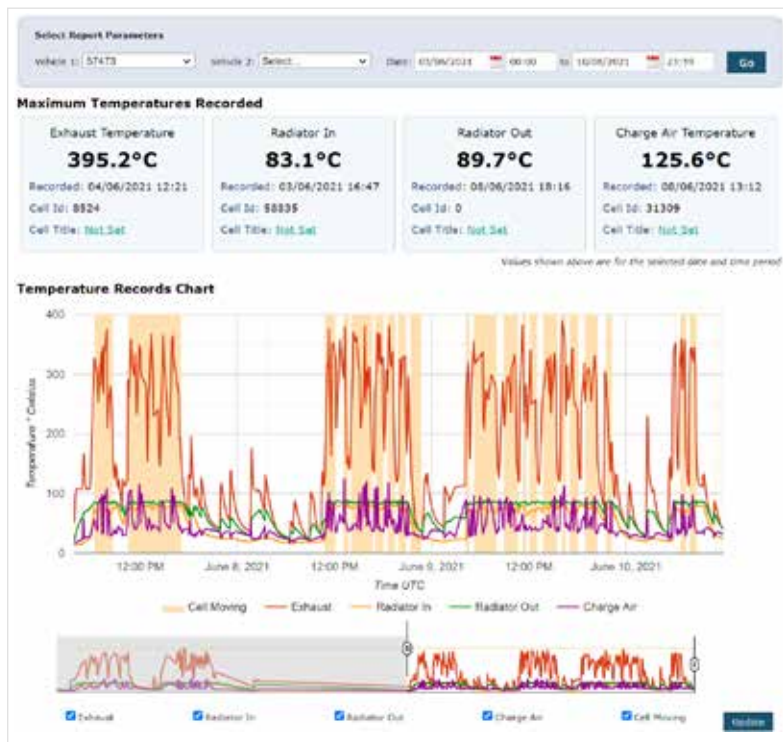 Select Report Parameters
Vehicle 1: 57473 Vehicle 2: Select... Date: 03/06/2021 00:00 to 10/06/2021 23:59 Go
Maximum Temperatures Recorded
Exhaust Temperature Radiator In Radiator Out Charge Air Temperature
395.2°C 83.1°C 89.7°C 125.6°C
Recorded: 04/06/2021 12:21 Recorded: 03/06/2021 16:47 Recorded: 08/06/2021 18:16 Recorded: 08/06/2021 13:12
Cell Id: 8524 Cell Id: 58835 Cell Id: 0 Cell Id: 31309
Cell Title: Not Set Cell Title: Not Set Cell Title: Not Set Cell Title: Not Set
Values shown above are for the selected date and time period
Temperature Records Chart
400
300
200
100
0
Temperature ° Celsius
12:00 PM June 8, 2021 12:00 PM June 9, 2021 12:00 PM June 10, 2021
Time UTC
Cell Moving Exhaust Radiator In Radiator Out Charge Air
Exhaust Radiator In Radiator Out Charge Air Cell Moving Update